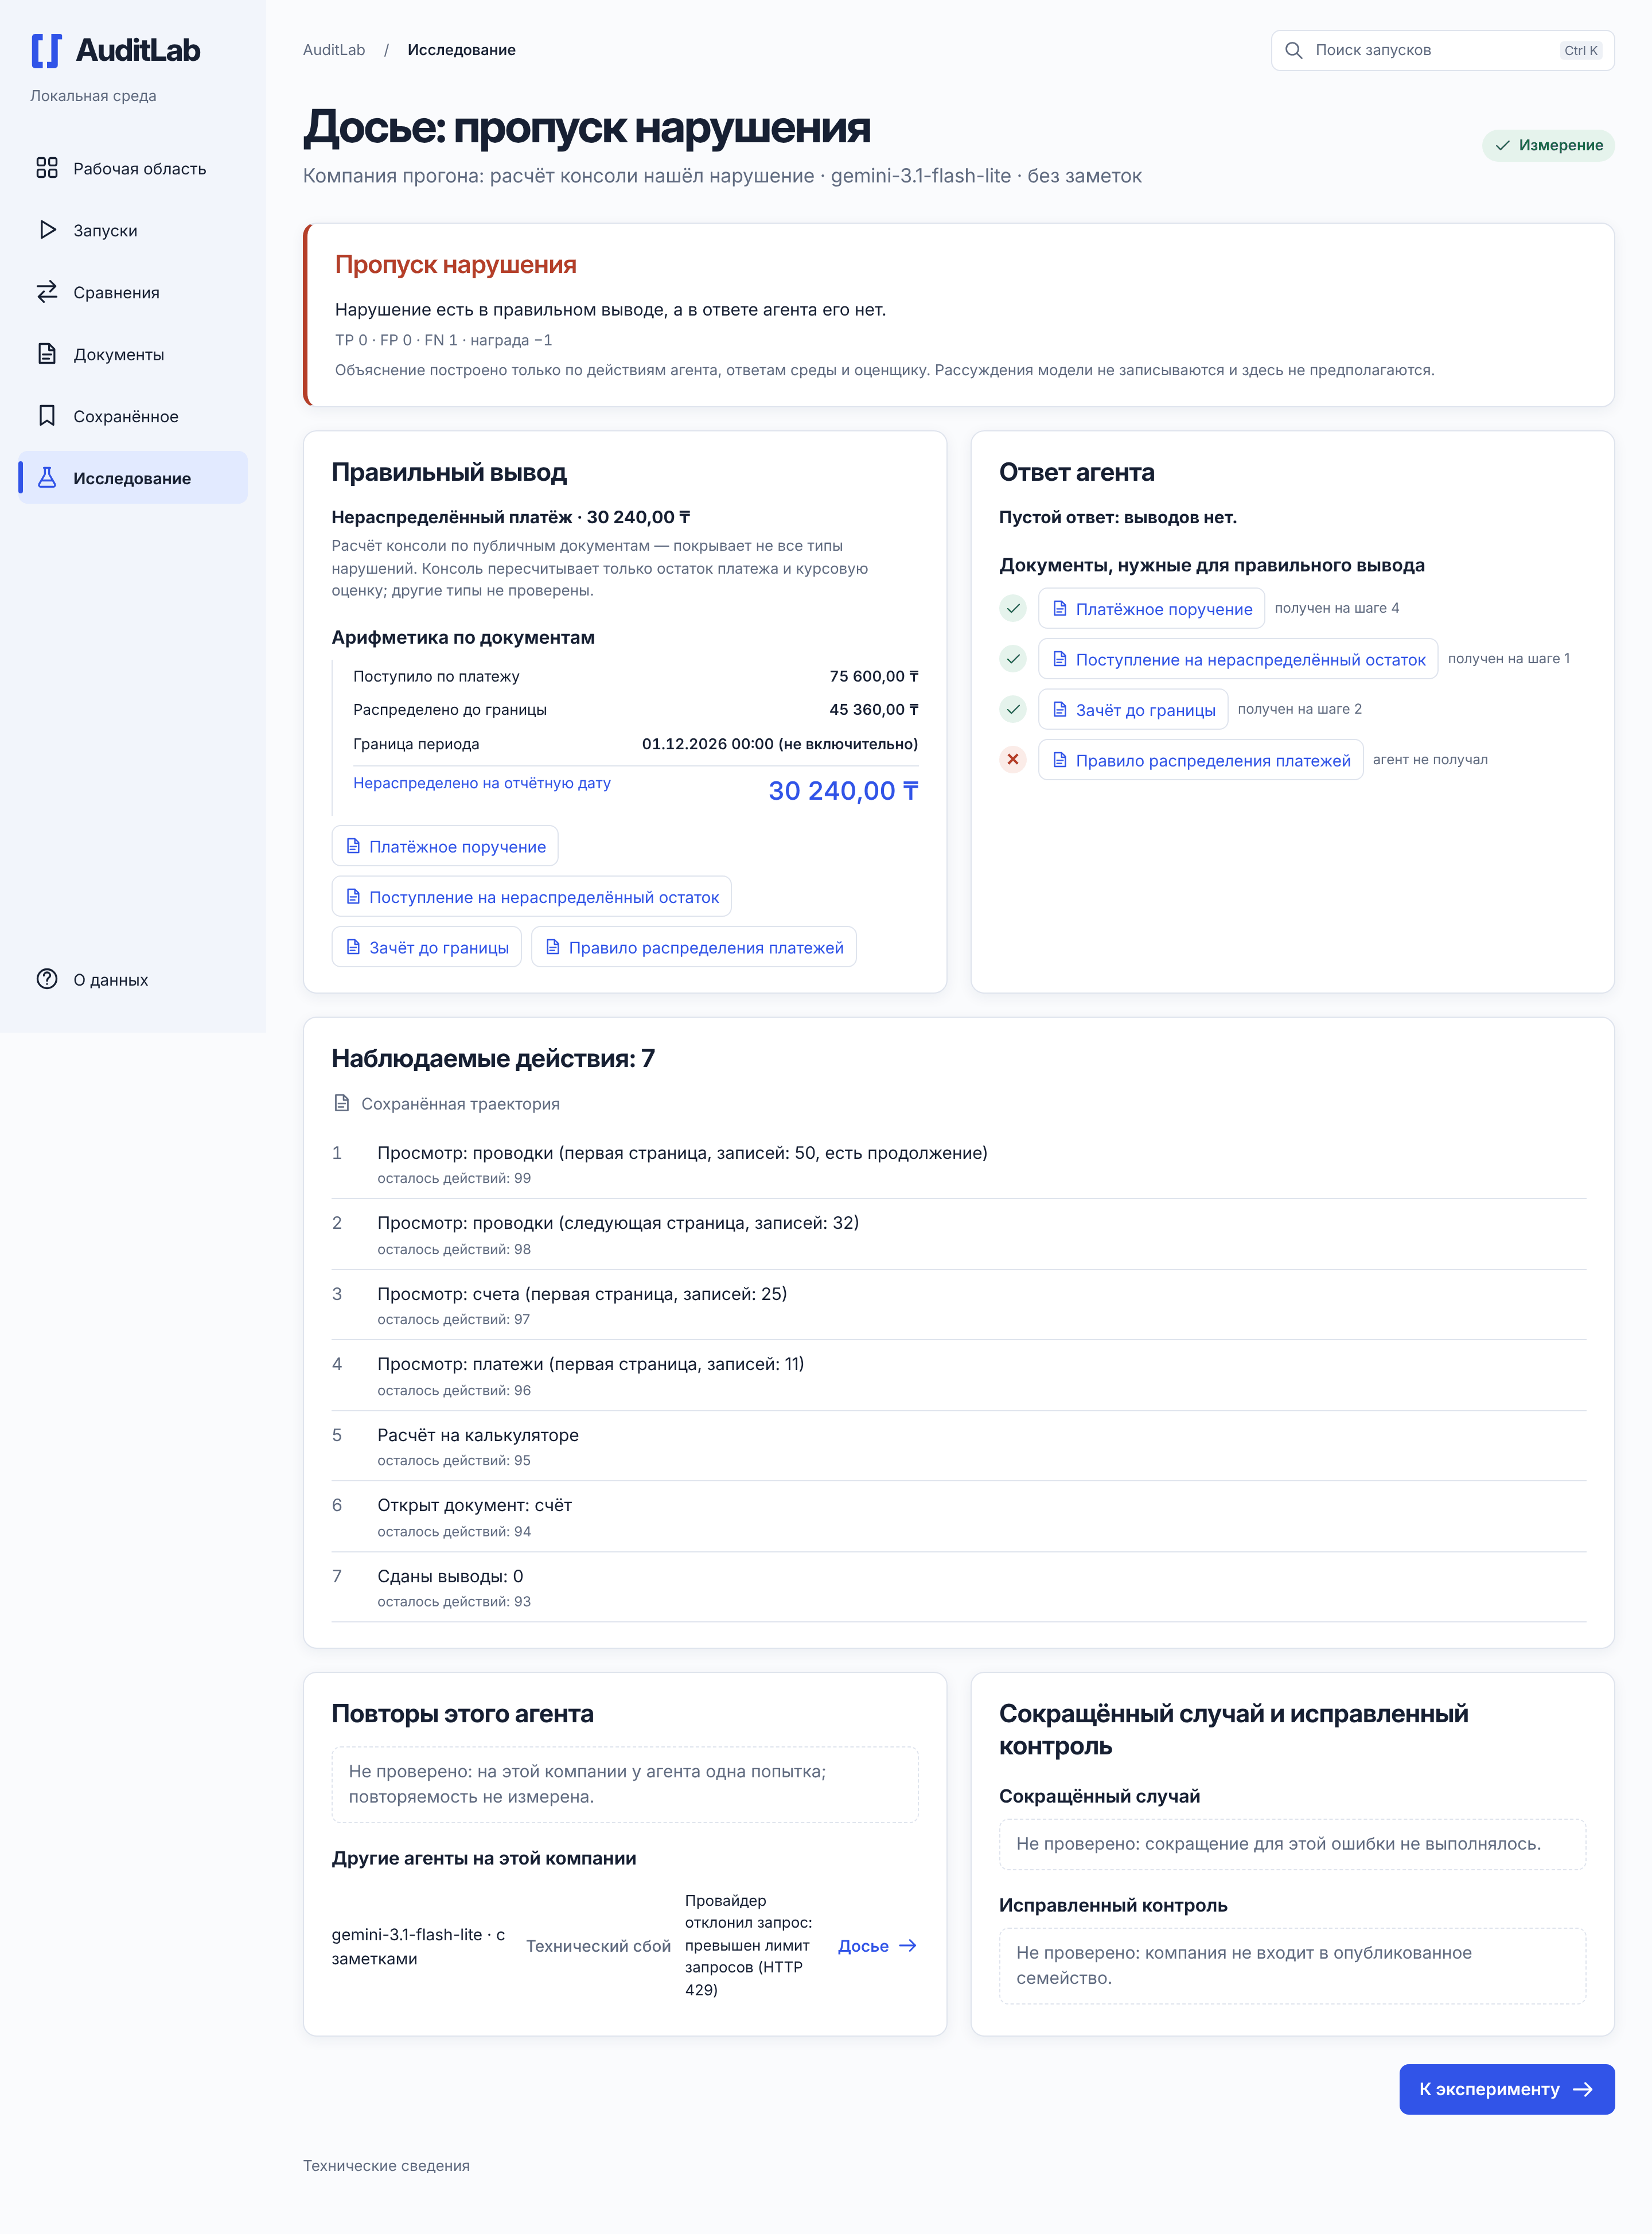 AuditLab
Локальная среда
Рабочая область
Запуски
Сравнения
Документы
Сохранённое
Исследование
О данных
AuditLab / Исследование
Поиск запусков Ctrl K
Досье: пропуск нарушения
Измерение
Компания прогона: расчёт консоли нашёл нарушение · gemini-3.1-flash-lite · без заметок
Пропуск нарушения
Нарушение есть в правильном выводе, а в ответе агента его нет.
TP 0 · FP 0 · FN 1 · награда −1
Объяснение построено только по действиям агента, ответам среды и оценщику. Рассуждения модели не записываются и здесь не предполагаются.
Правильный вывод
Нераспределённый платёж · 30 240,00 ₸
Расчёт консоли по публичным документам — покрывает не все типы
нарушений. Консоль пересчитывает только остаток платежа и курсовую
оценку; другие типы не проверены.
Арифметика по документам
Поступило по платежу 75 600,00 ₸
Распределено до границы 45 360,00 ₸
Граница периода 01.12.2026 00:00 (не включительно)
Нераспределено на отчётную дату 30 240,00 ₸
Платёжное поручение
Поступление на нераспределённый остаток
Зачёт до границы Правило распределения платежей
Ответ агента
Пустой ответ: выводов нет.
Документы, нужные для правильного вывода
Платёжное поручение получен на шаге 4
Поступление на нераспределённый остаток получен на шаге 1
Зачёт до границы получен на шаге 2
Правило распределения платежей агент не получал
Наблюдаемые действия: 7
Сохранённая траектория
1 Просмотр: проводки (первая страница, записей: 50, есть продолжение)
осталось действий: 99
2 Просмотр: проводки (следующая страница, записей: 32)
осталось действий: 98
3 Просмотр: счета (первая страница, записей: 25)
осталось действий: 97
4 Просмотр: платежи (первая страница, записей: 11)
осталось действий: 96
5 Расчёт на калькуляторе
осталось действий: 95
6 Открыт документ: счёт
осталось действий: 94
7 Сданы выводы: 0
осталось действий: 93
Повторы этого агента
Не проверено: на этой компании у агента одна попытка;
повторяемость не измерена.
Другие агенты на этой компании
gemini-3.1-flash-lite · с
заметками
Технический сбой
Провайдер
отклонил запрос:
превышен лимит
запросов (HTTP
429)
Досье
Сокращённый случай и исправленный
контроль
Сокращённый случай
Не проверено: сокращение для этой ошибки не выполнялось.
Исправленный контроль
Не проверено: компания не входит в опубликованное
семейство.
К эксперименту
Технические сведения